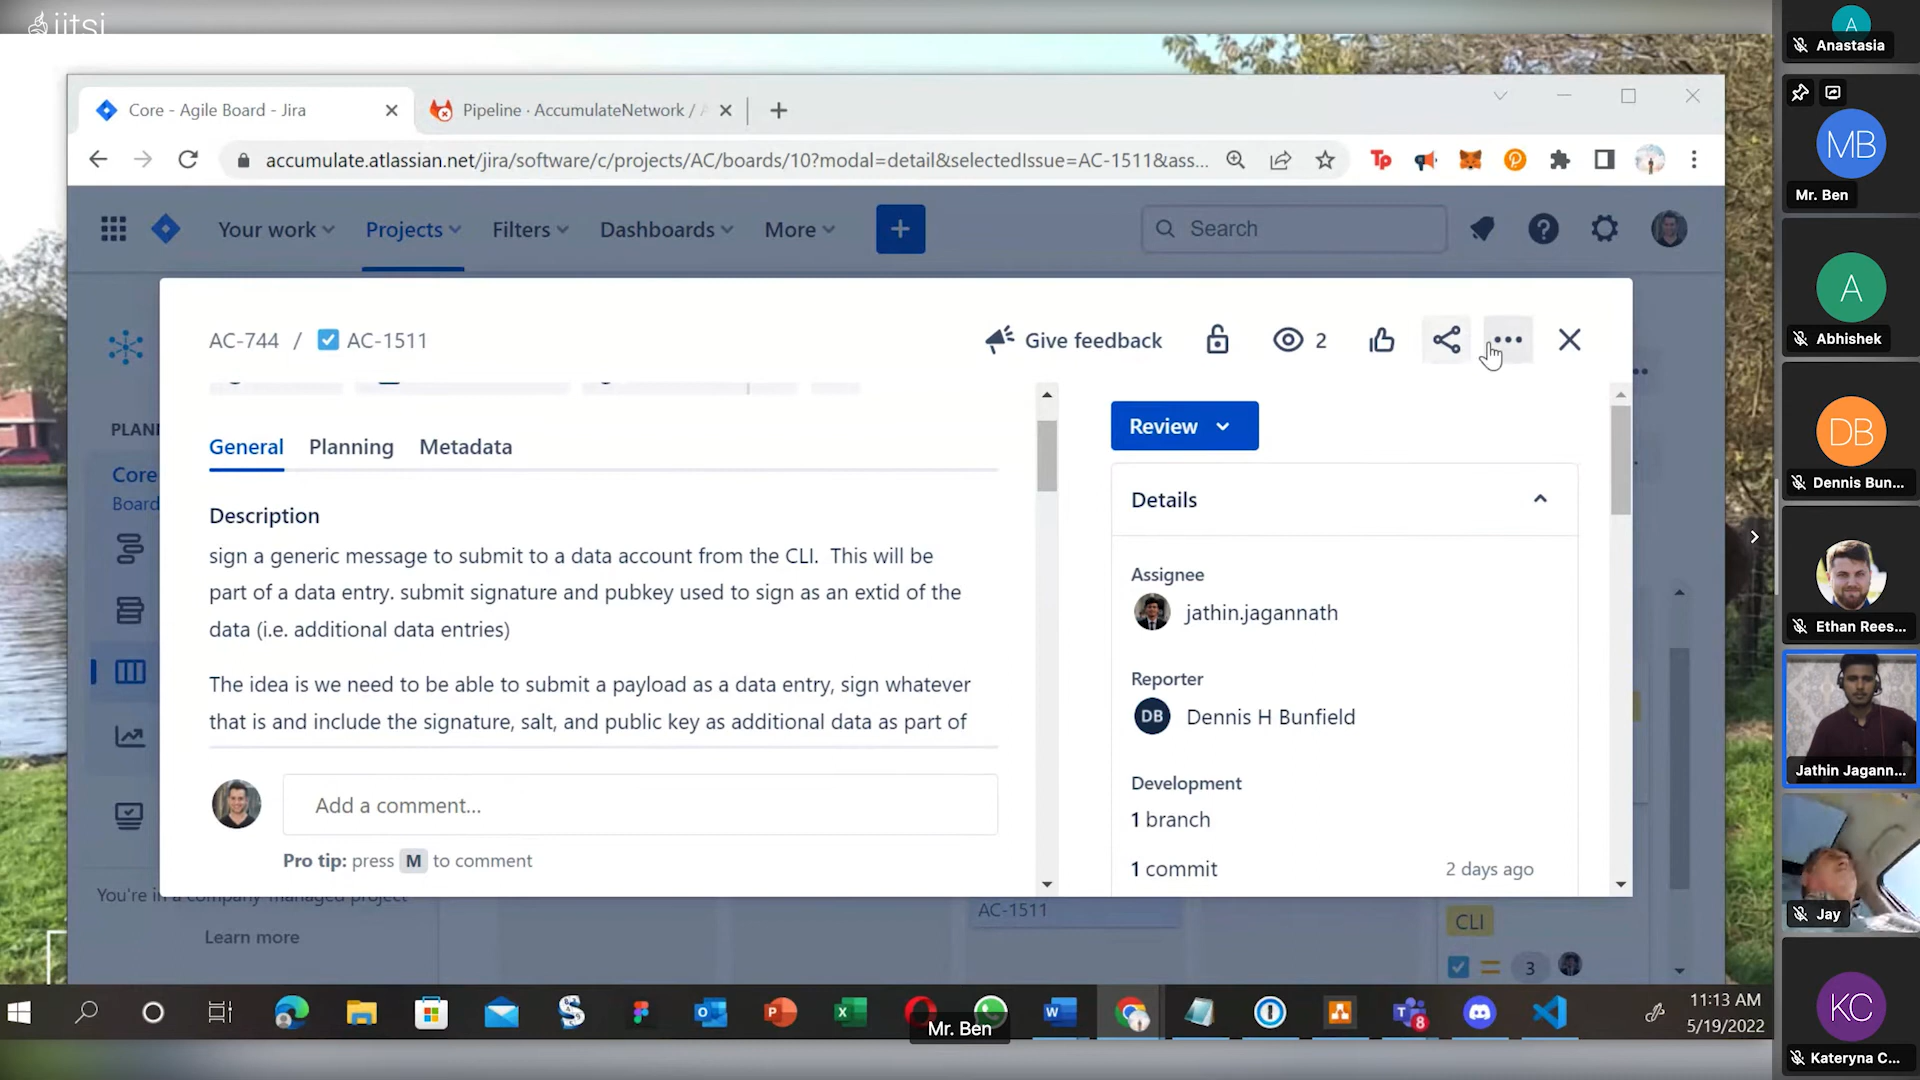 jitsi
Core - Agile Board - Jira
Pipeline · AccumulateNetwork /
accumulate.atlassian.net/jira/software/c/projects/AC/boards/10?modal=detail&selectedIssue=AC-1511&ass...
Your work
Projects
Filters
Dashboards
More
Search
AC-744 / AC-1511
Give feedback
2
Review
General
Planning
Metadata
Description
sign a generic message to submit to a data account from the CLI. This will be
part of a data entry. submit signature and pubkey used to sign as an extid of the
data (i.e. additional data entries)
The idea is we need to be able to submit a payload as a data entry, sign whatever
that is and include the signature, salt, and public key as additional data as part of
Add a comment...
Pro tip: press M to comment
Details
Assignee
jathin.jagannath
Reporter
DB
Dennis H Bunfield
Development
1 branch
1 commit
2 days ago
PLANN
Core
Board
You're in a company-managed project
Learn more
AC-1511
CLI
3
Mr. Ben
8
11:13 AM
5/19/2022
A
Anastasia
MB
Mr. Ben
A
Abhishek
DB
Dennis Bun...
Ethan Rees...
Jathin Jagann...
Jay
KC
Kateryna C...